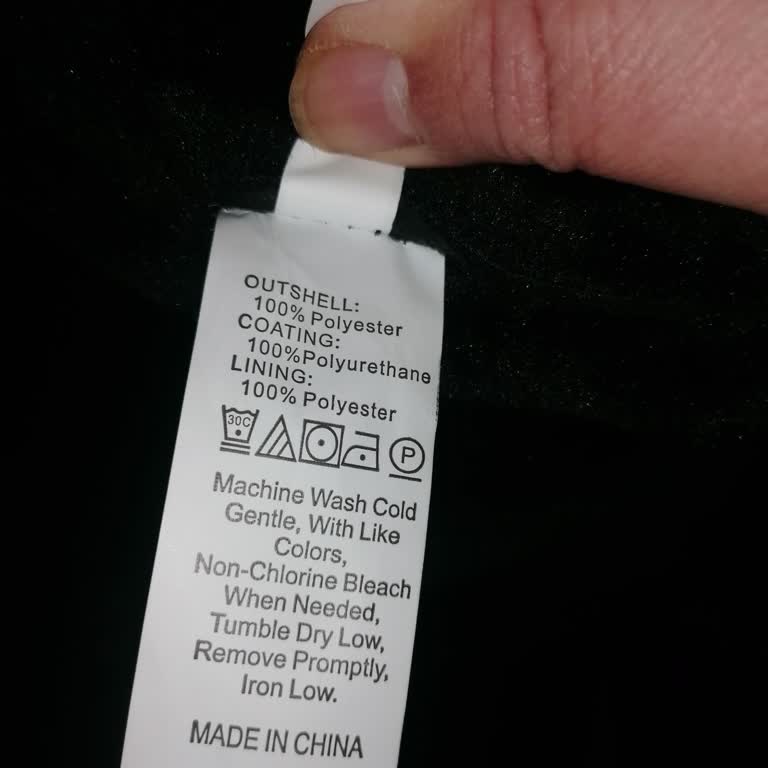 OUTSHELL:
100% Polyester
COATING:
100%Polyurethane
LINING:
100% Polyester
30C P
Machine Wash Cold
Gentle, With Like
Colors,
Non-Chlorine Bleach
When Needed,
Tumble Dry Low,
Remove Promptly,
Iron Low.
MADE IN CHINA